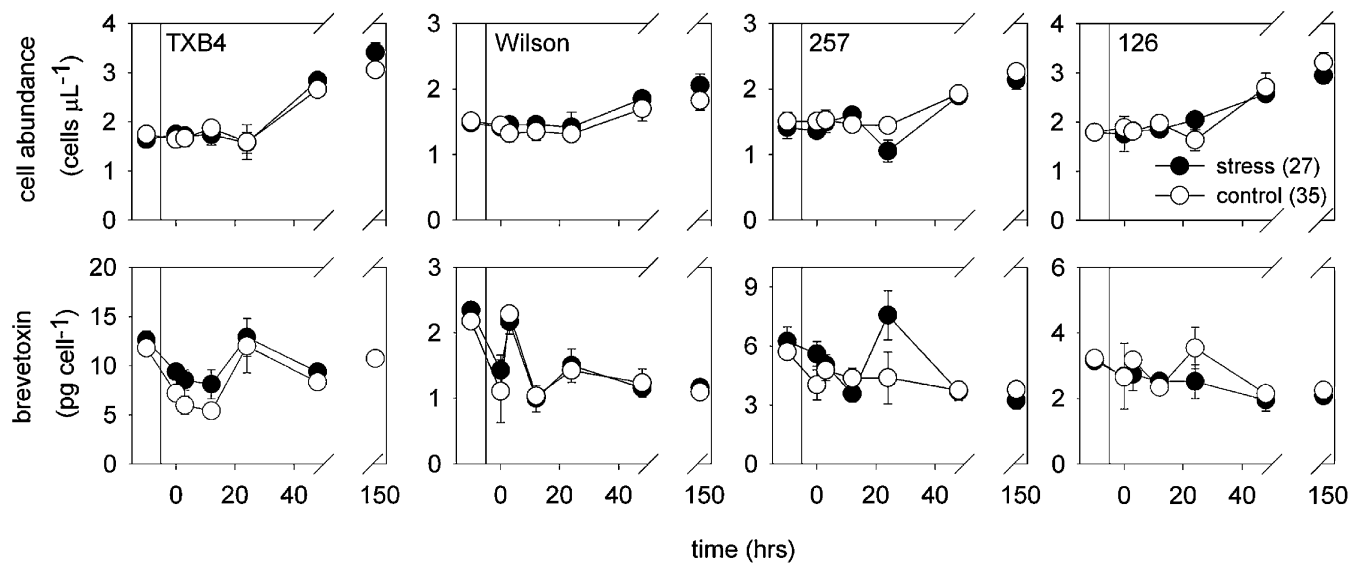 cell abundance
(cells μL⁻¹)
4
3
2
1
0
TXB4
3
2
1
0
Wilson
3
2
1
0
257
4
3
2
1
0
126
stress (27)
control (35)
brevetoxin
(pg cell⁻¹)
20
15
10
5
0
3
2
1
0
9
6
3
0
6
4
2
0
0 20 40 150
0 20 40 150
0 20 40 150
0 20 40 150
time (hrs)